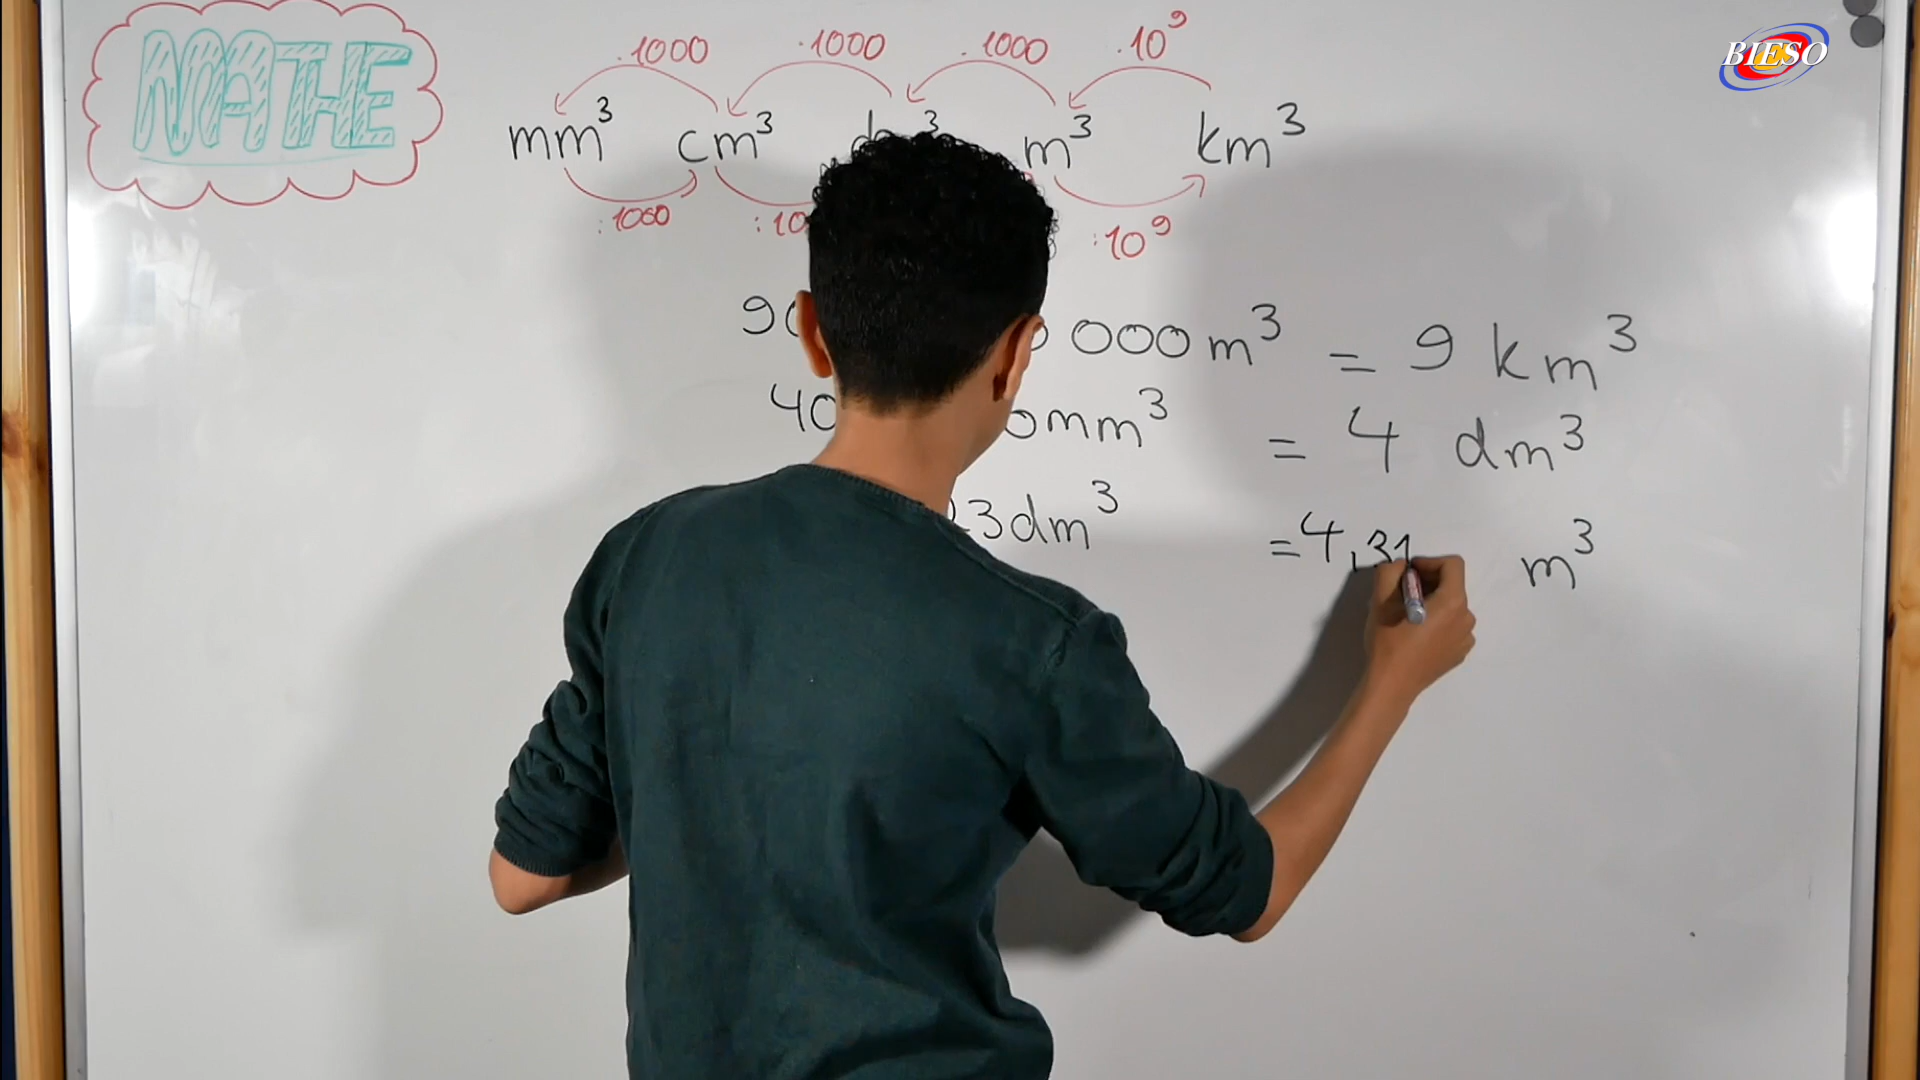 MATHE
.1000 .1000 .1000 .10⁹
mm³ cm³ m³ km³
:1000 :10⁹
000 m³ = 9 km³
mm³ = 4 dm³
3dm³ = 4,31 m³
BIESO